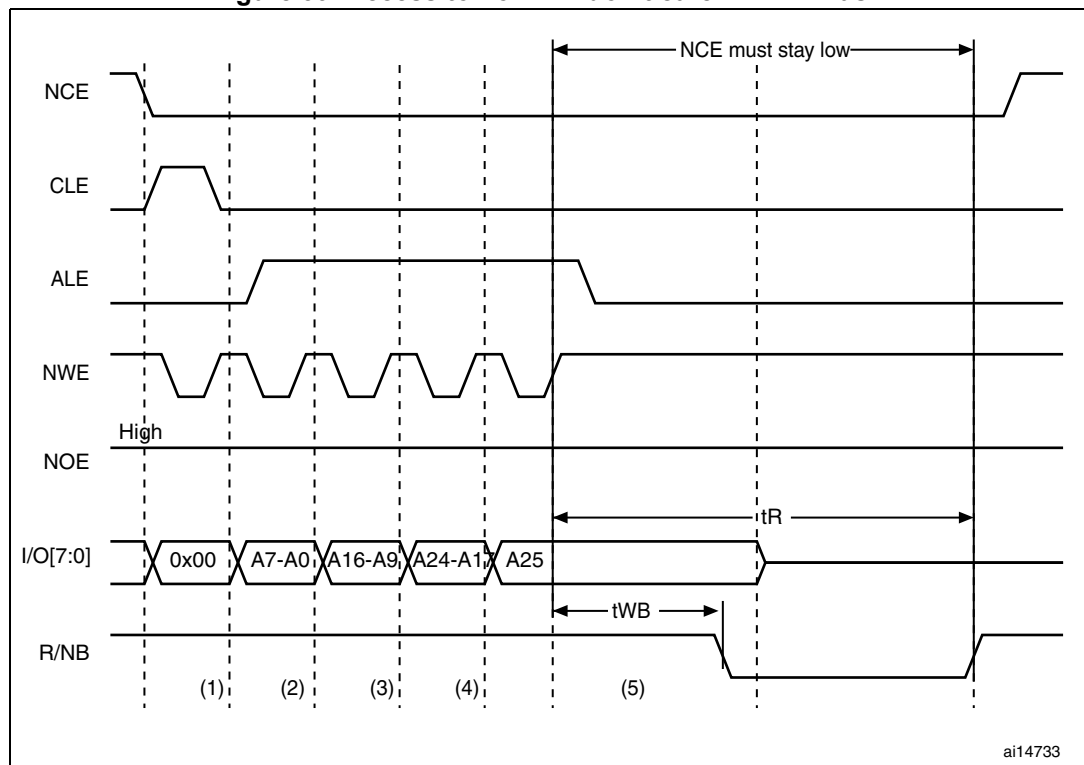 NCE must stay low
NCE
CLE
ALE
NWE
High
NOE
tR
I/O[7:0]
0x00
A7-A0
A16-A9
A24-A17
A25
tWB
R/NB
(1)
(2)
(3)
(4)
(5)
ai14733